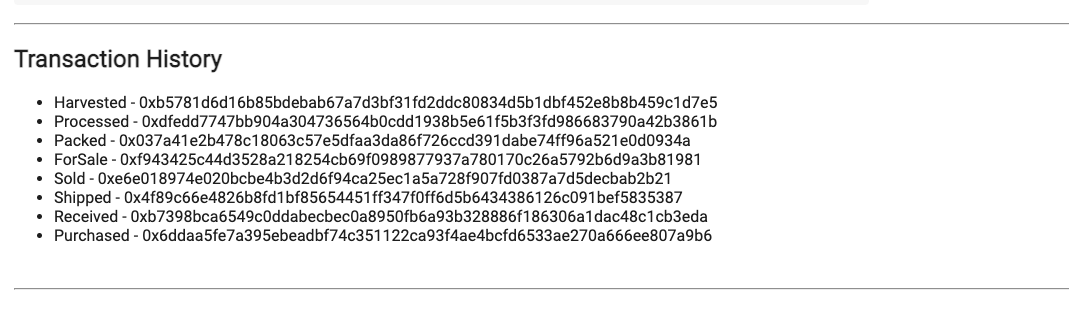 Transaction History
• Harvested - 0xb5781d6d16b85bdebab67a7d3bf31fd2ddc80834d5b1dbf452e8b8b459c1d7e5
• Processed - 0xdfedd7747bb904a304736564b0cdd1938b5e61f5b3f3fd986683790a42b3861b
• Packed - 0x037a41e2b478c18063c57e5dfaa3da86f726ccd391dabe74ff96a521e0d0934a
• ForSale - 0xf943425c44d3528a218254cb69f0989877937a780170c26a5792b6d9a3b81981
• Sold - 0xe6e018974e020bcbe4b3d2d6f94ca25ec1a5a728f907fd0387a7d5decbab2b21
• Shipped - 0x4f89c66e4826b8fd1bf85654451ff347f0ff6d5b6434386126c091bef5835387
• Received - 0xb7398bca6549c0ddabecbec0a8950fb6a93b328886f186306a1dac48c1cb3eda
• Purchased - 0x6ddaa5fe7a395ebeadbf74c351122ca93f4ae4bcfd6533ae270a666ee807a9b6